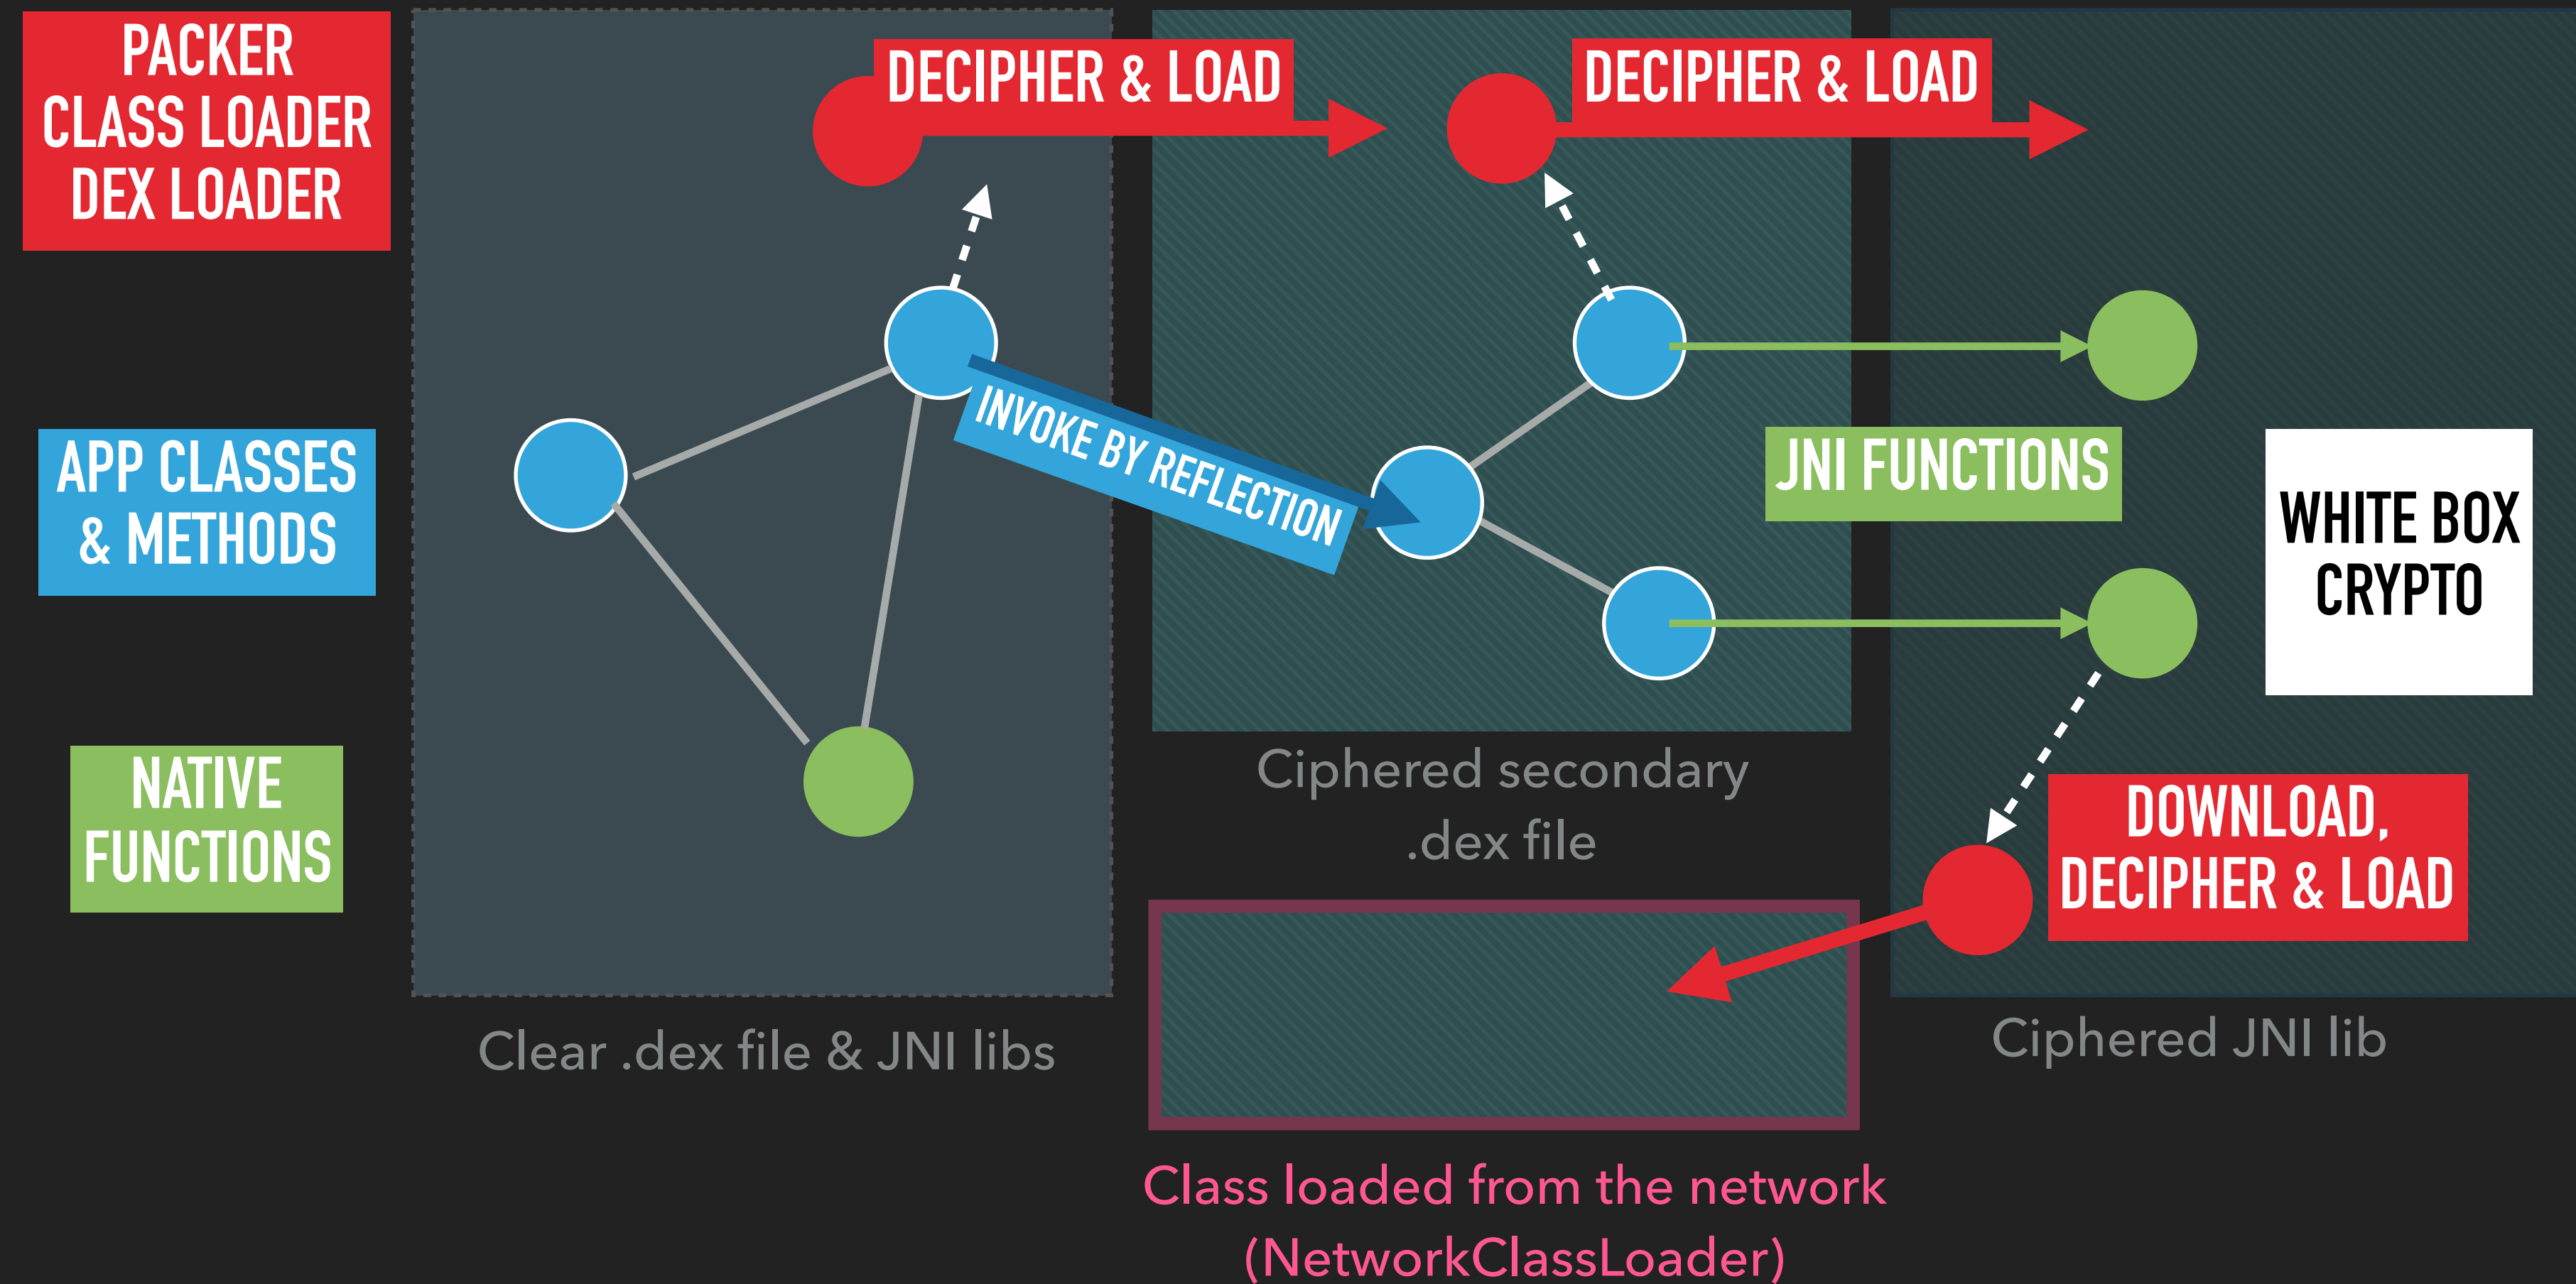 PACKER
CLASS LOADER
DEX LOADER
DECIPHER & LOAD
DECIPHER & LOAD
APP CLASSES
& METHODS
INVOKE BY REFLECTION
JNI FUNCTIONS
WHITE BOX
CRYPTO
NATIVE
FUNCTIONS
Ciphered secondary
.dex file
DOWNLOAD,
DECIPHER & LOAD
Clear .dex file & JNI libs
Ciphered JNI lib
Class loaded from the network
(NetworkClassLoader)